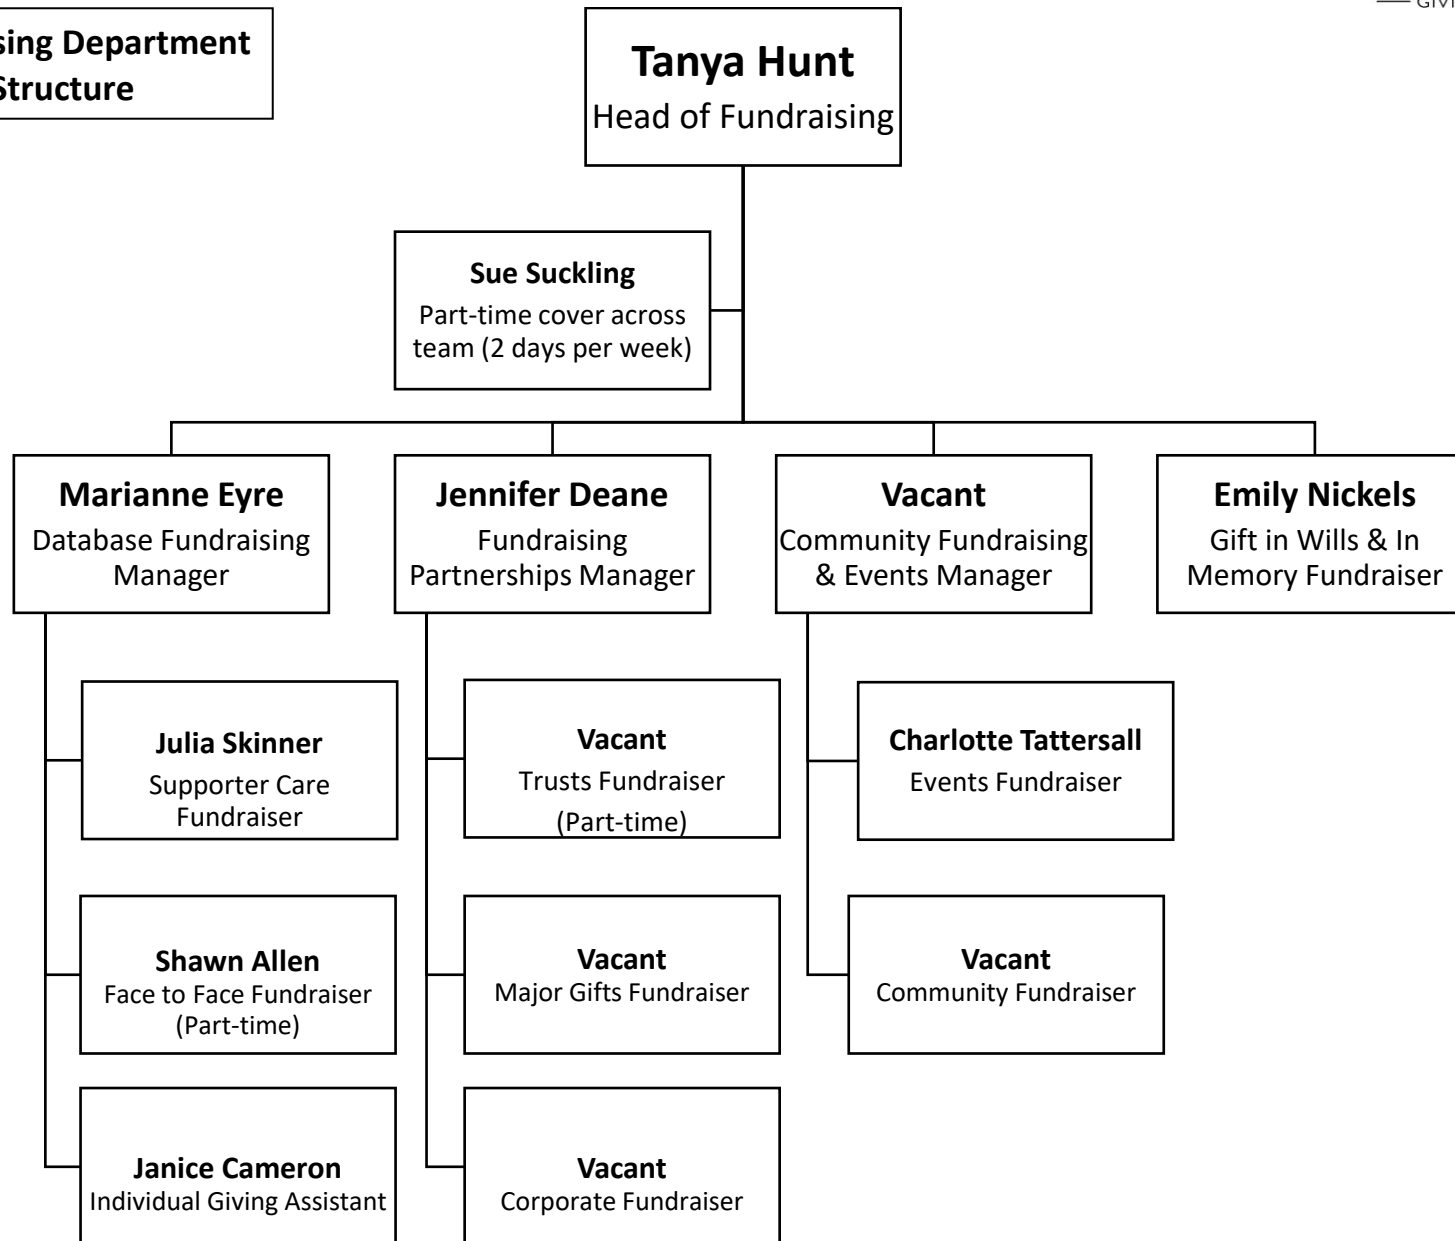 sing Department
Structure
Tanya Hunt
Head of Fundraising
Sue Suckling
Part-time cover across
team (2 days per week)
Marianne Eyre
Database Fundraising
Manager
Jennifer Deane
Fundraising
Partnerships Manager
Vacant
Community Fundraising
& Events Manager
Emily Nickels
Gift in Wills & In
Memory Fundraiser
Julia Skinner
Supporter Care
Fundraiser
Vacant
Trusts Fundraiser
(Part-time)
Charlotte Tattersall
Events Fundraiser
Shawn Allen
Face to Face Fundraiser
(Part-time)
Vacant
Major Gifts Fundraiser
Vacant
Community Fundraiser
Janice Cameron
Individual Giving Assistant
Vacant
Corporate Fundraiser